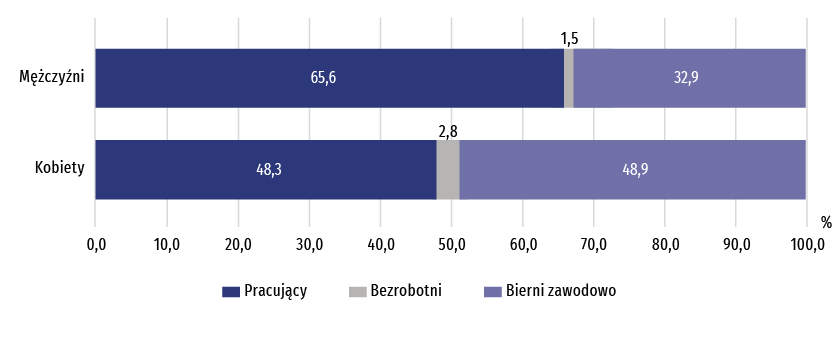 1,5
Mężczyźni 65,6 32,9
2,8
Kobiety 48,3 48,9
%
0,0 10,0 20,0 30,0 40,0 50,0 60,0 70,0 80,0 90,0 100,0
Pracujący Bezrobotni Bierni zawodowo